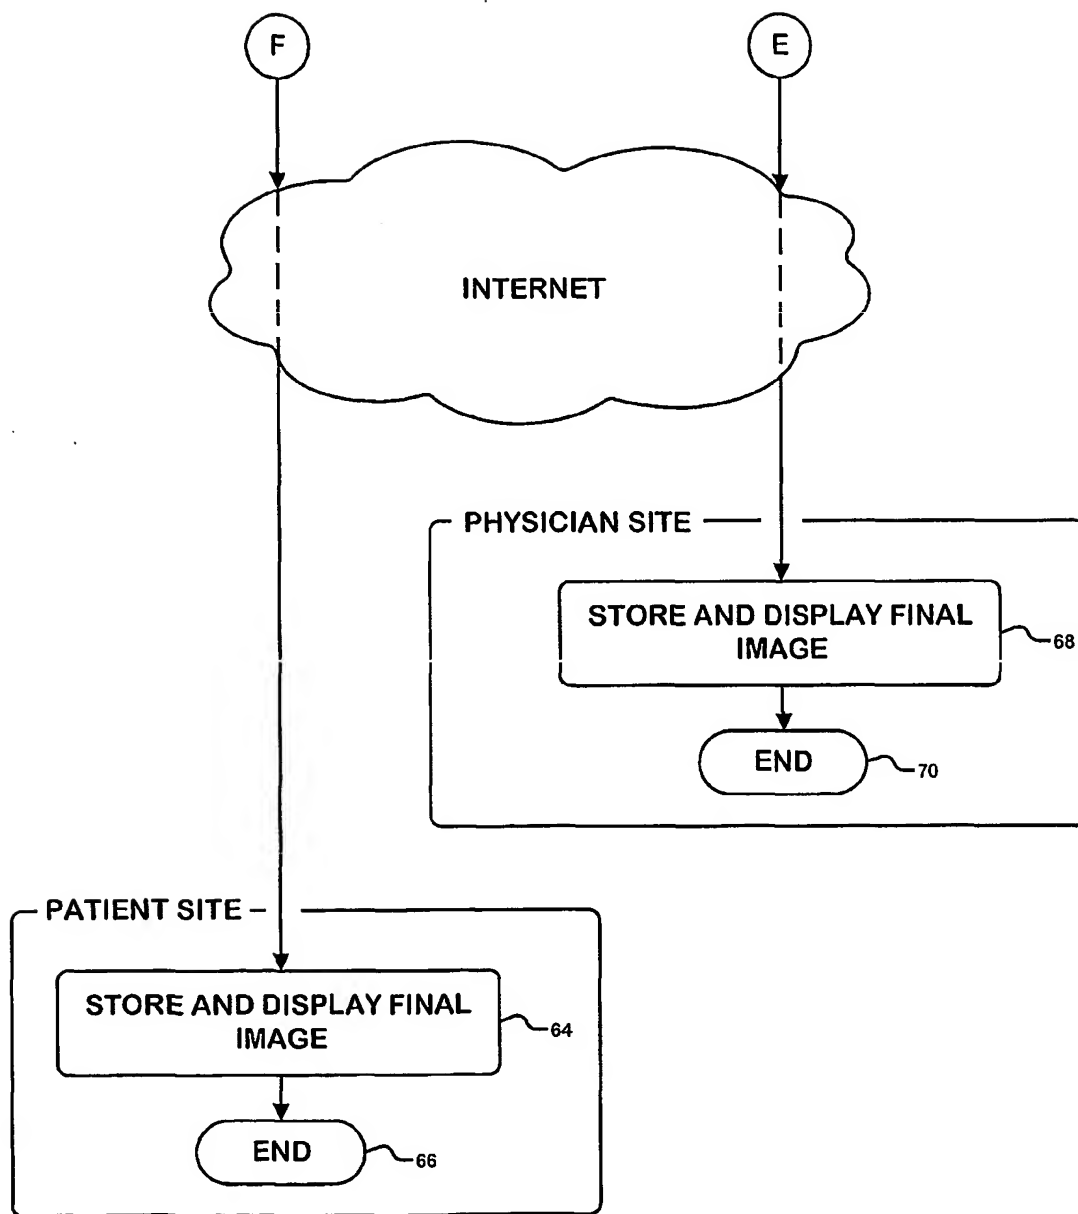 F
E
INTERNET
PHYSICIAN SITE
STORE AND DISPLAY FINAL
IMAGE
68
END
70
PATIENT SITE
STORE AND DISPLAY FINAL
IMAGE
64
END
66